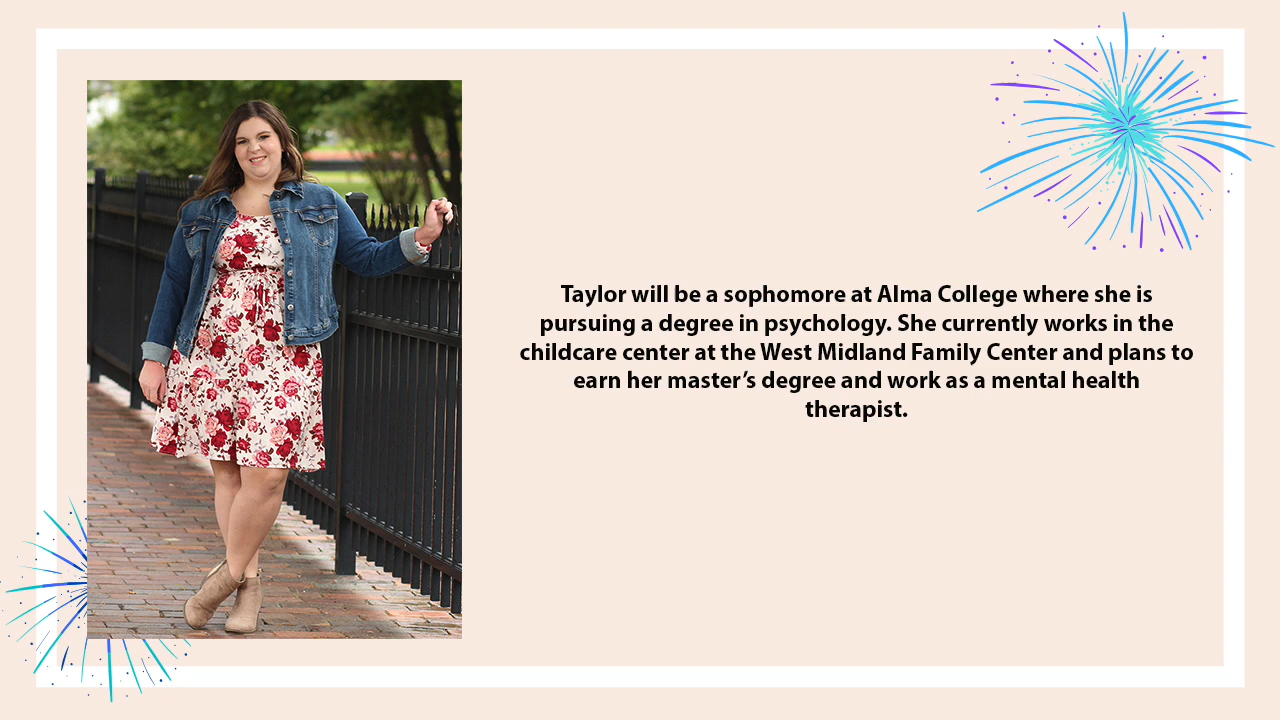 Taylor will be a sophomore at Alma College where she is
pursuing a degree in psychology. She currently works in the
childcare center at the West Midland Family Center and plans to
earn her master’s degree and work as a mental health
therapist.